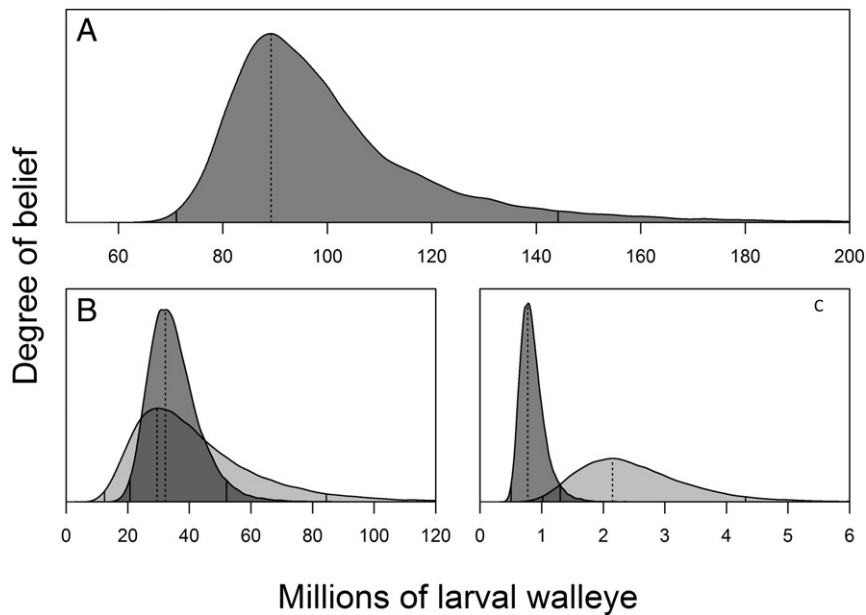 A
60 80 100 120 140 160 180 200
Degree of belief
B
0 20 40 60 80 100 120
C
0 1 2 3 4 5 6
Millions of larval walleye